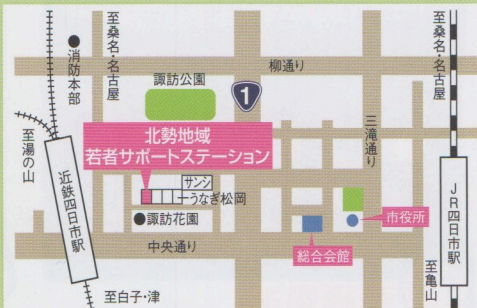 至桑名・名古屋
消防本部
至湯の山
近鉄四日市駅
至白子・津
柳通り
諏訪公園
1
北勢地域
若者サポートステーション
サンシ
うなぎ松岡
諏訪花園
中央通り
三滝通り
市役所
総合会館
至桑名・名古屋
JR四日市駅
至亀山